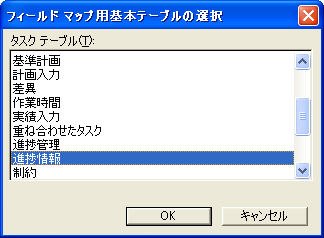 フィールド マップ用基本テーブルの選択
タスク テーブル(T):
基準計画
計画入力
差異
作業時間
実績入力
重ね合わせたタスク
進捗管理
進捗情報
制約
OK
キャンセル